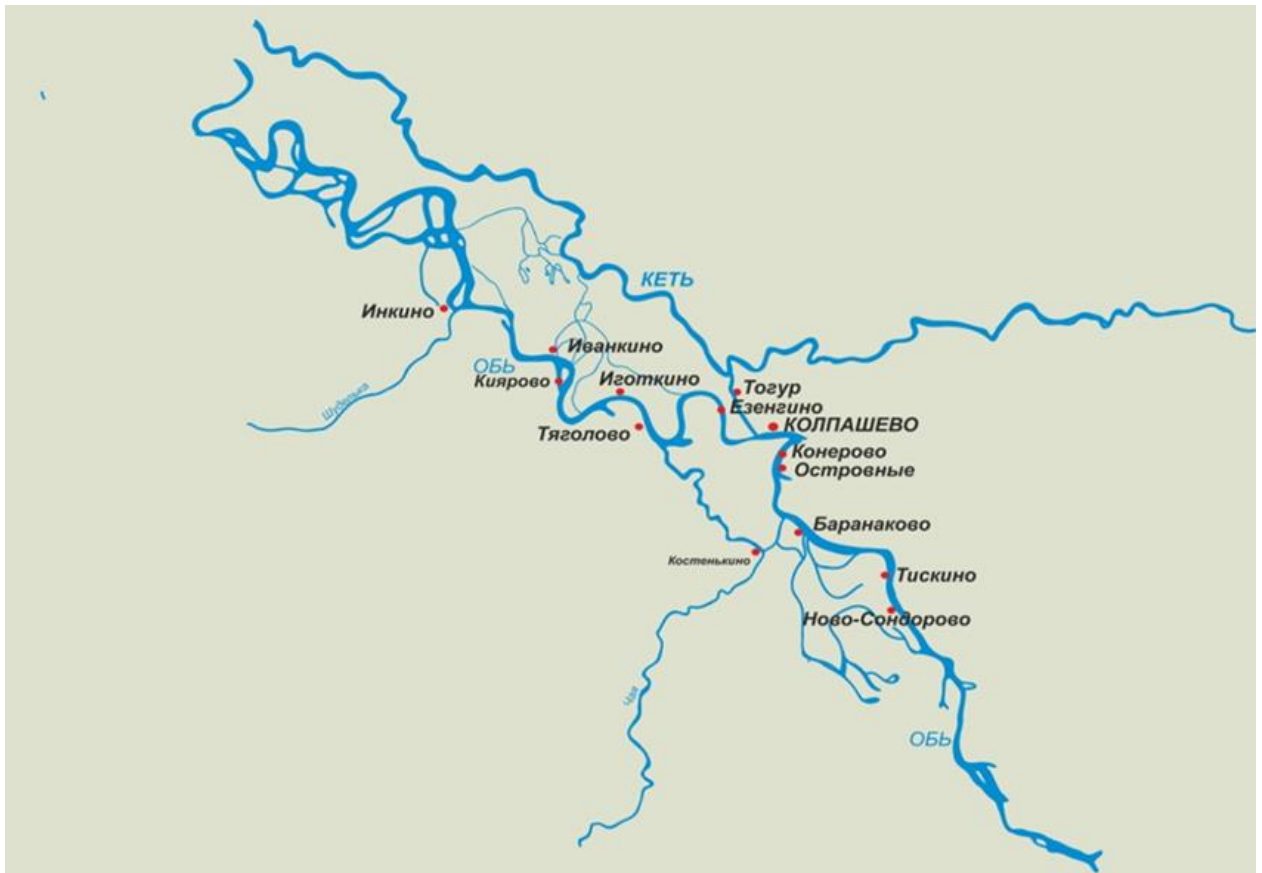 КЕТЬ
Инкино
Иванкино
ОБЬ
Киярово
Иготкино
Тогур
Шуделька
Езенгино
КОЛПАШЕВО
Тяголово
Конерово
Островные
Баранаково
Костенькино
Тискино
Ново-Сондорово
Чая
ОБЬ